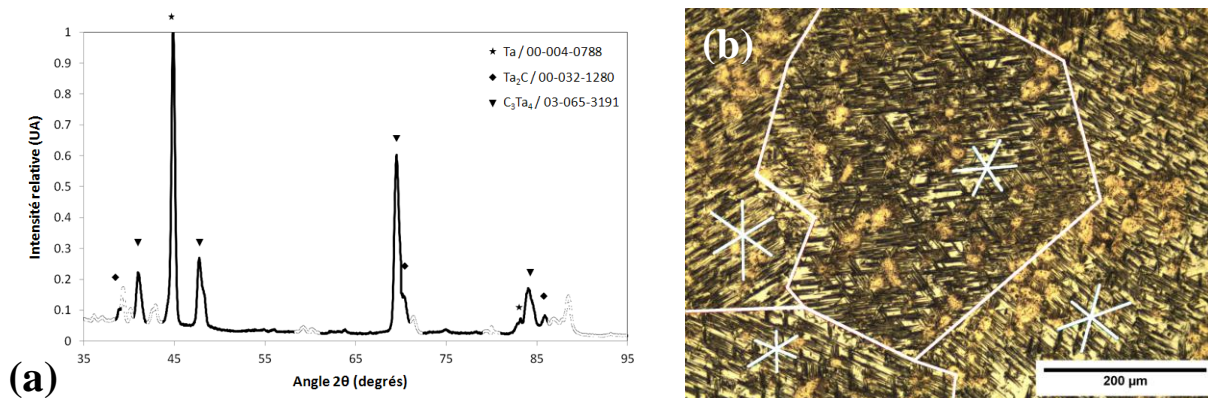 1
0.9
0.8
0.7
0.6
0.5
0.4
0.3
0.2
0.1
0
Intensité relative (UA)
35 45 55 65 75 85 95
Angle 2θ (degrés)
★ Ta / 00-004-0788
◆ Ta₂C / 00-032-1280
▼ C₃Ta₄ / 03-065-3191
(a)
(b)
200 µm